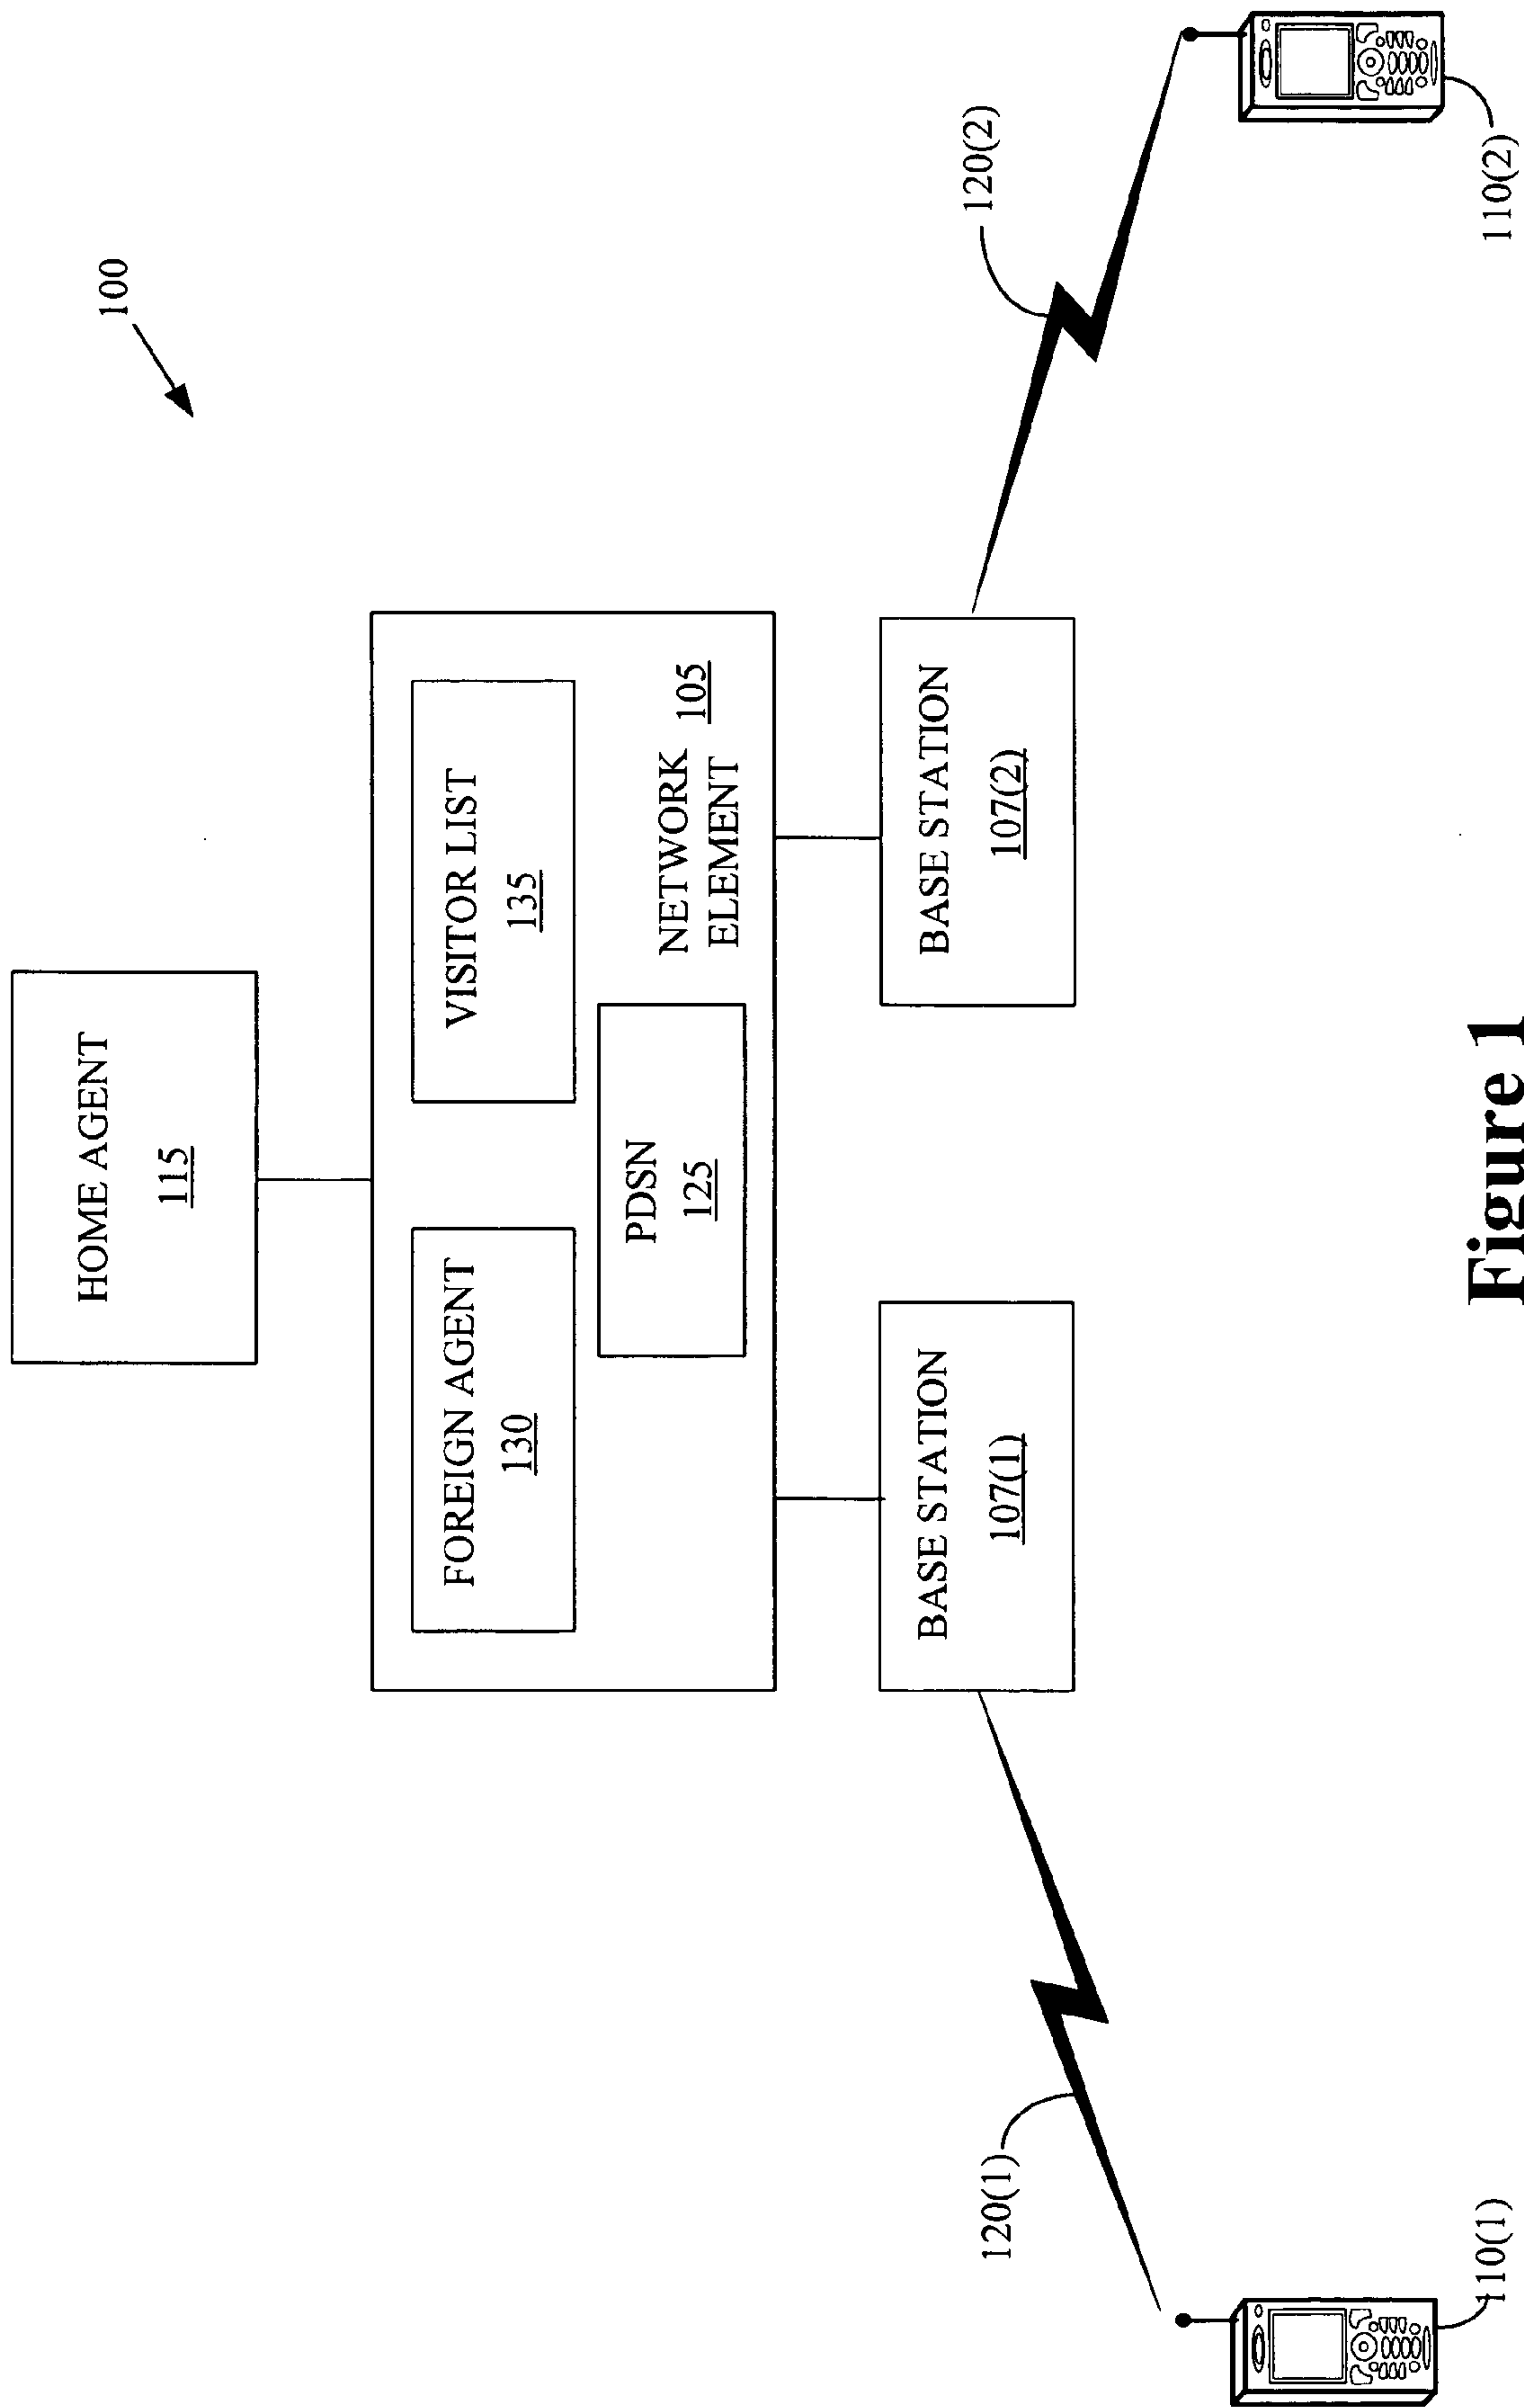 100
HOME AGENT
115
FOREIGN AGENT
130
VISITOR LIST
135
PDSN
125
NETWORK
ELEMENT
105
BASE STATION
107(1)
BASE STATION
107(2)
120(1)
120(2)
110(1)
110(2)
Figure 1